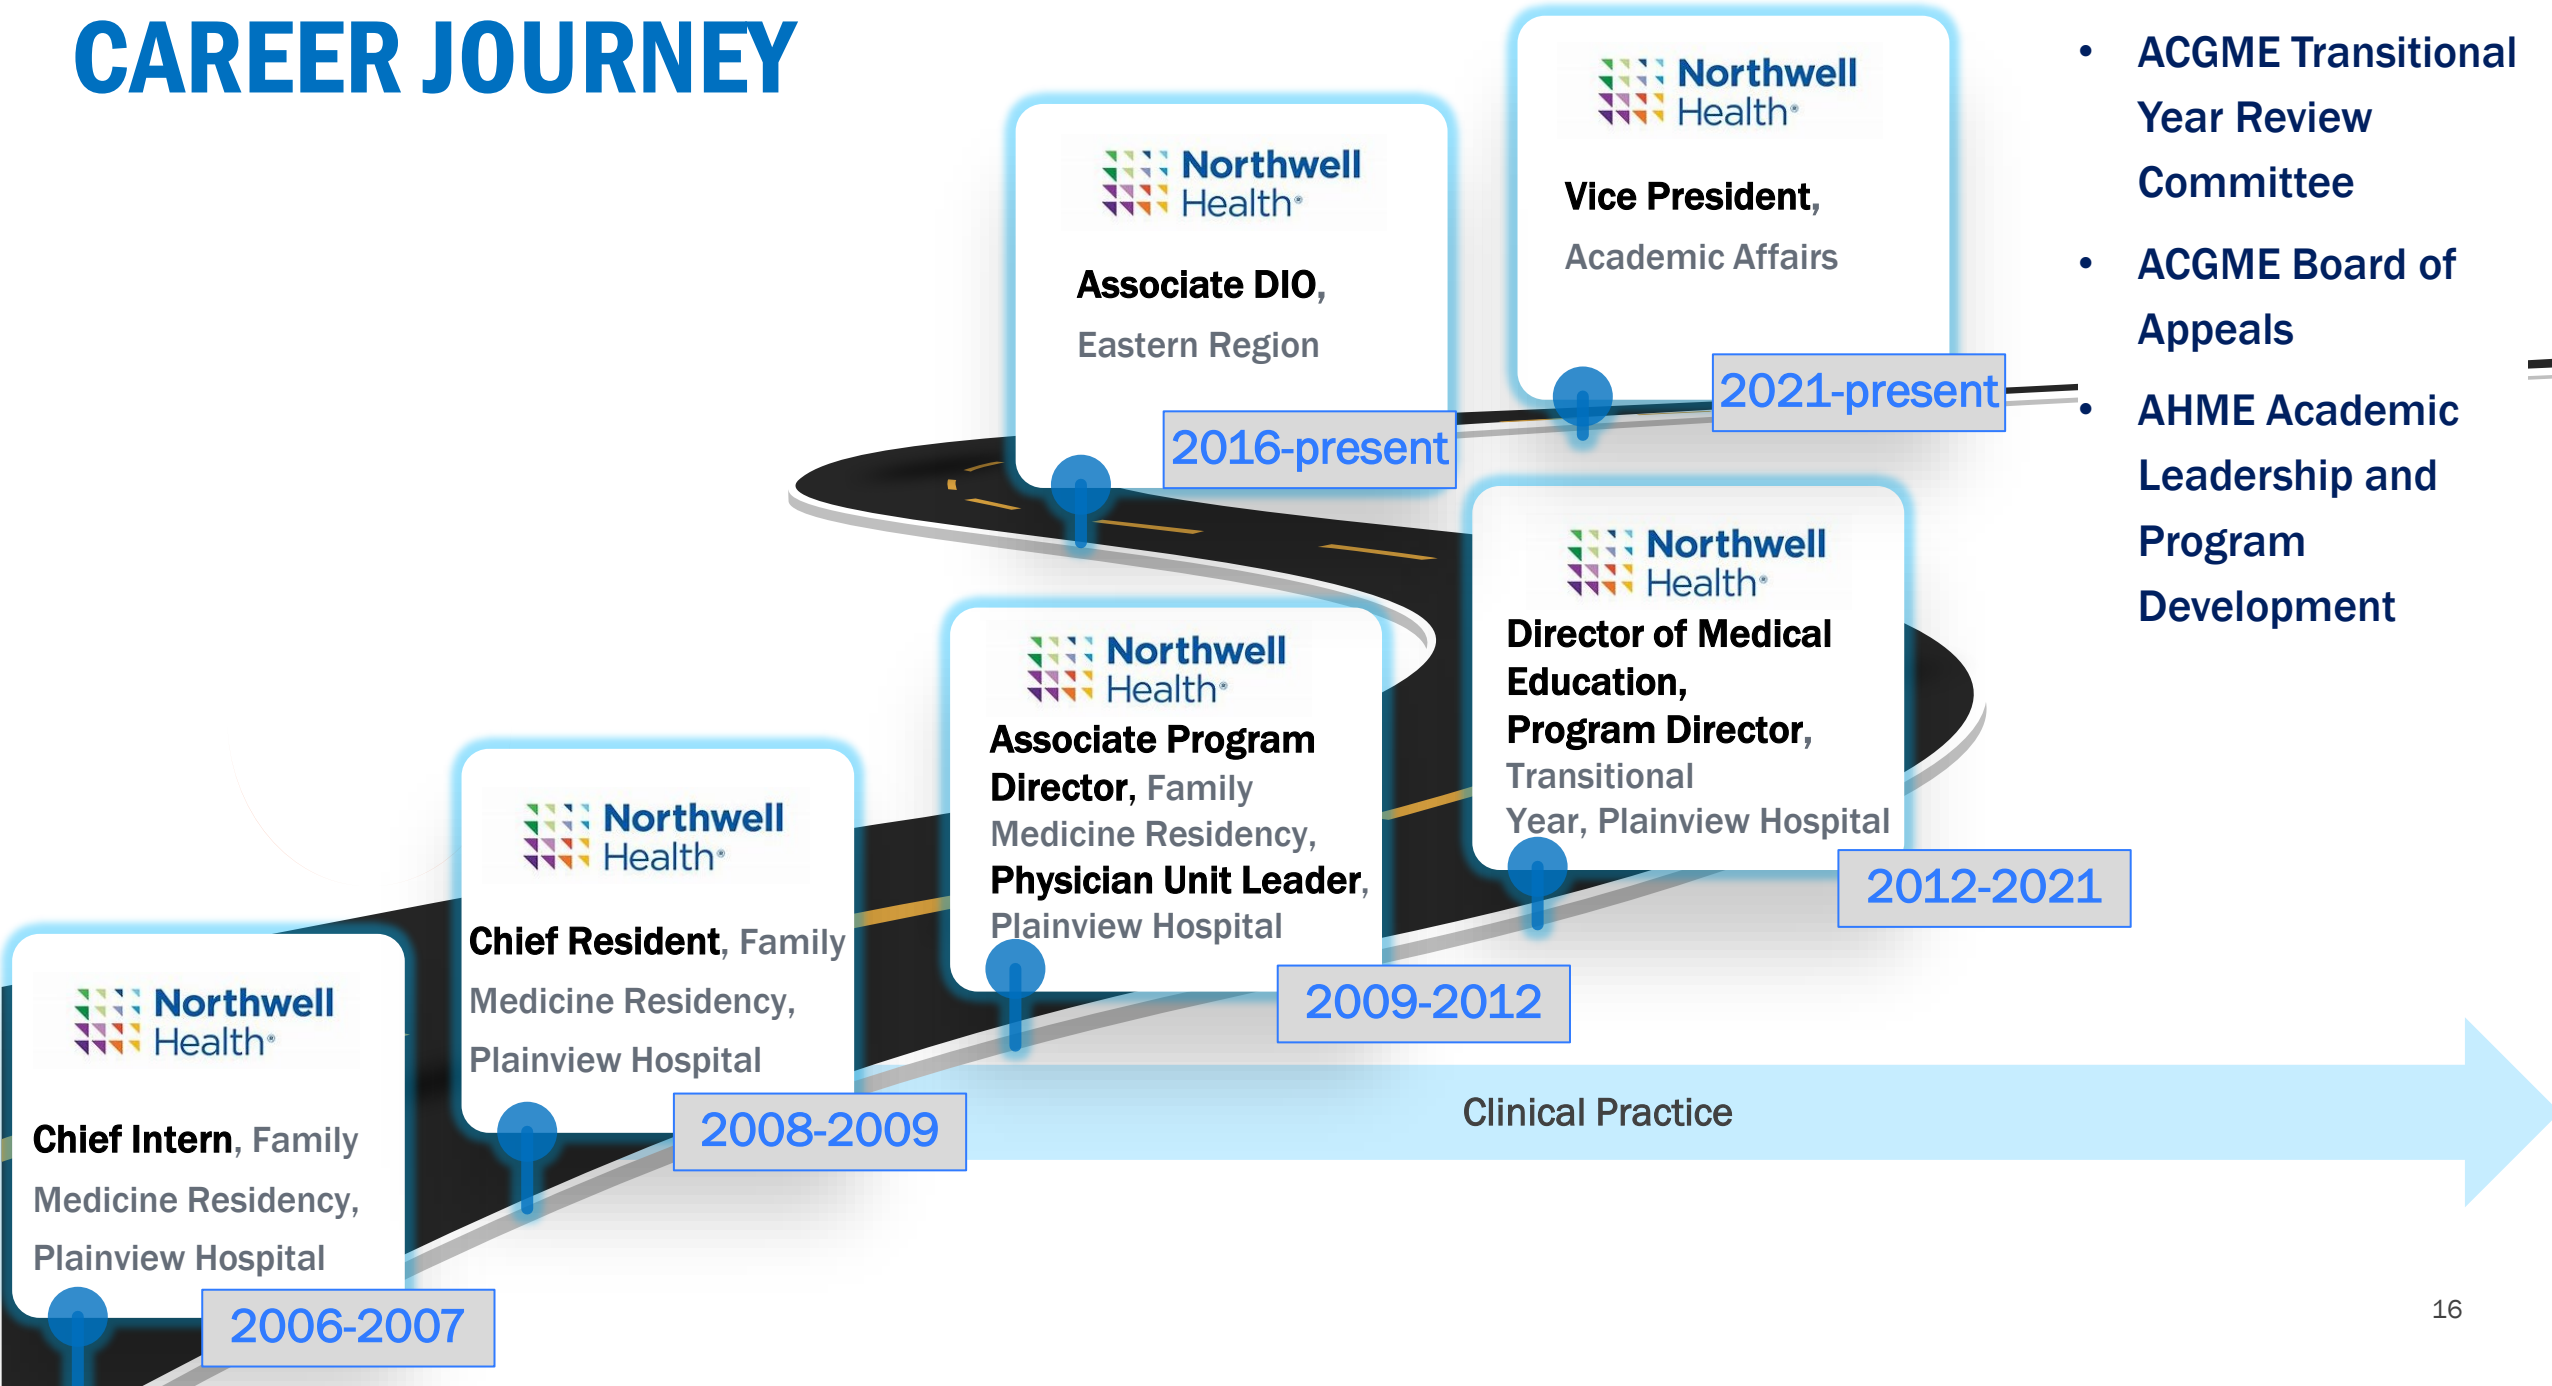 CAREER JOURNEY
Northwell
Health®
Chief Intern, Family
Medicine Residency,
Plainview Hospital
2006-2007
Northwell
Health®
Chief Resident, Family
Medicine Residency,
Plainview Hospital
2008-2009
Northwell
Health®
Associate Program
Director, Family
Medicine Residency,
Physician Unit Leader,
Plainview Hospital
2009-2012
Northwell
Health®
Director of Medical
Education,
Program Director,
Transitional
Year, Plainview Hospital
2012-2021
Northwell
Health®
Associate DIO,
Eastern Region
2016-present
Northwell
Health®
Vice President,
Academic Affairs
2021-present
• ACGME Transitional
Year Review
Committee
• ACGME Board of
Appeals
• AHME Academic
Leadership and
Program
Development
Clinical Practice
16